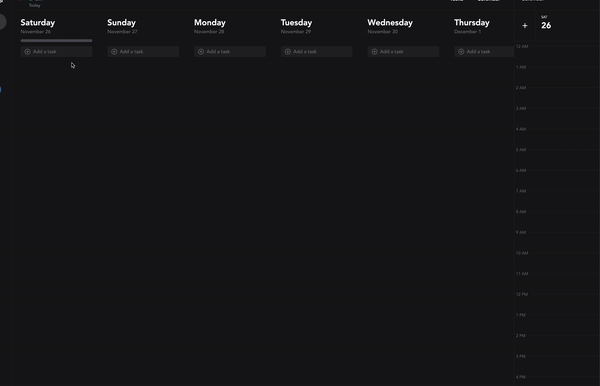 Today
Saturday
November 26
Add a task
Sunday
November 27
Add a task
Monday
November 28
Add a task
Tuesday
November 29
Add a task
Wednesday
November 30
Add a task
Thursday
December 1
Add a task
SAT
26
12 AM
1 AM
2 AM
3 AM
4 AM
5 AM
6 AM
7 AM
8 AM
9 AM
10 AM
11 AM
12 PM
1 PM
2 PM
3 PM
4 PM